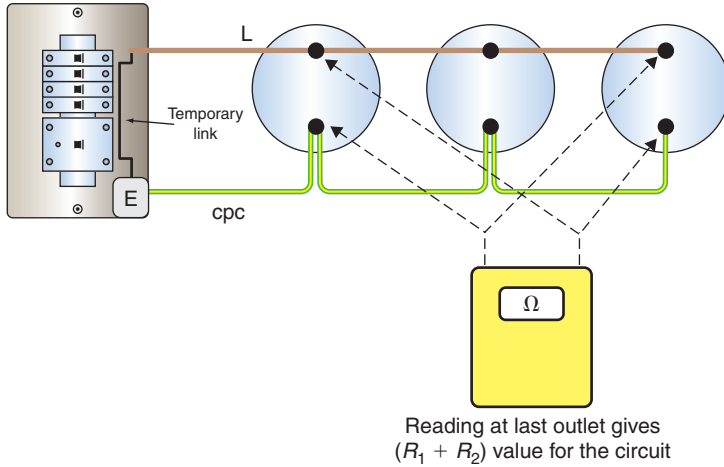 L
Temporary
link
E
cpc
Ω
Reading at last outlet gives
(R₁ + R₂) value for the circuit